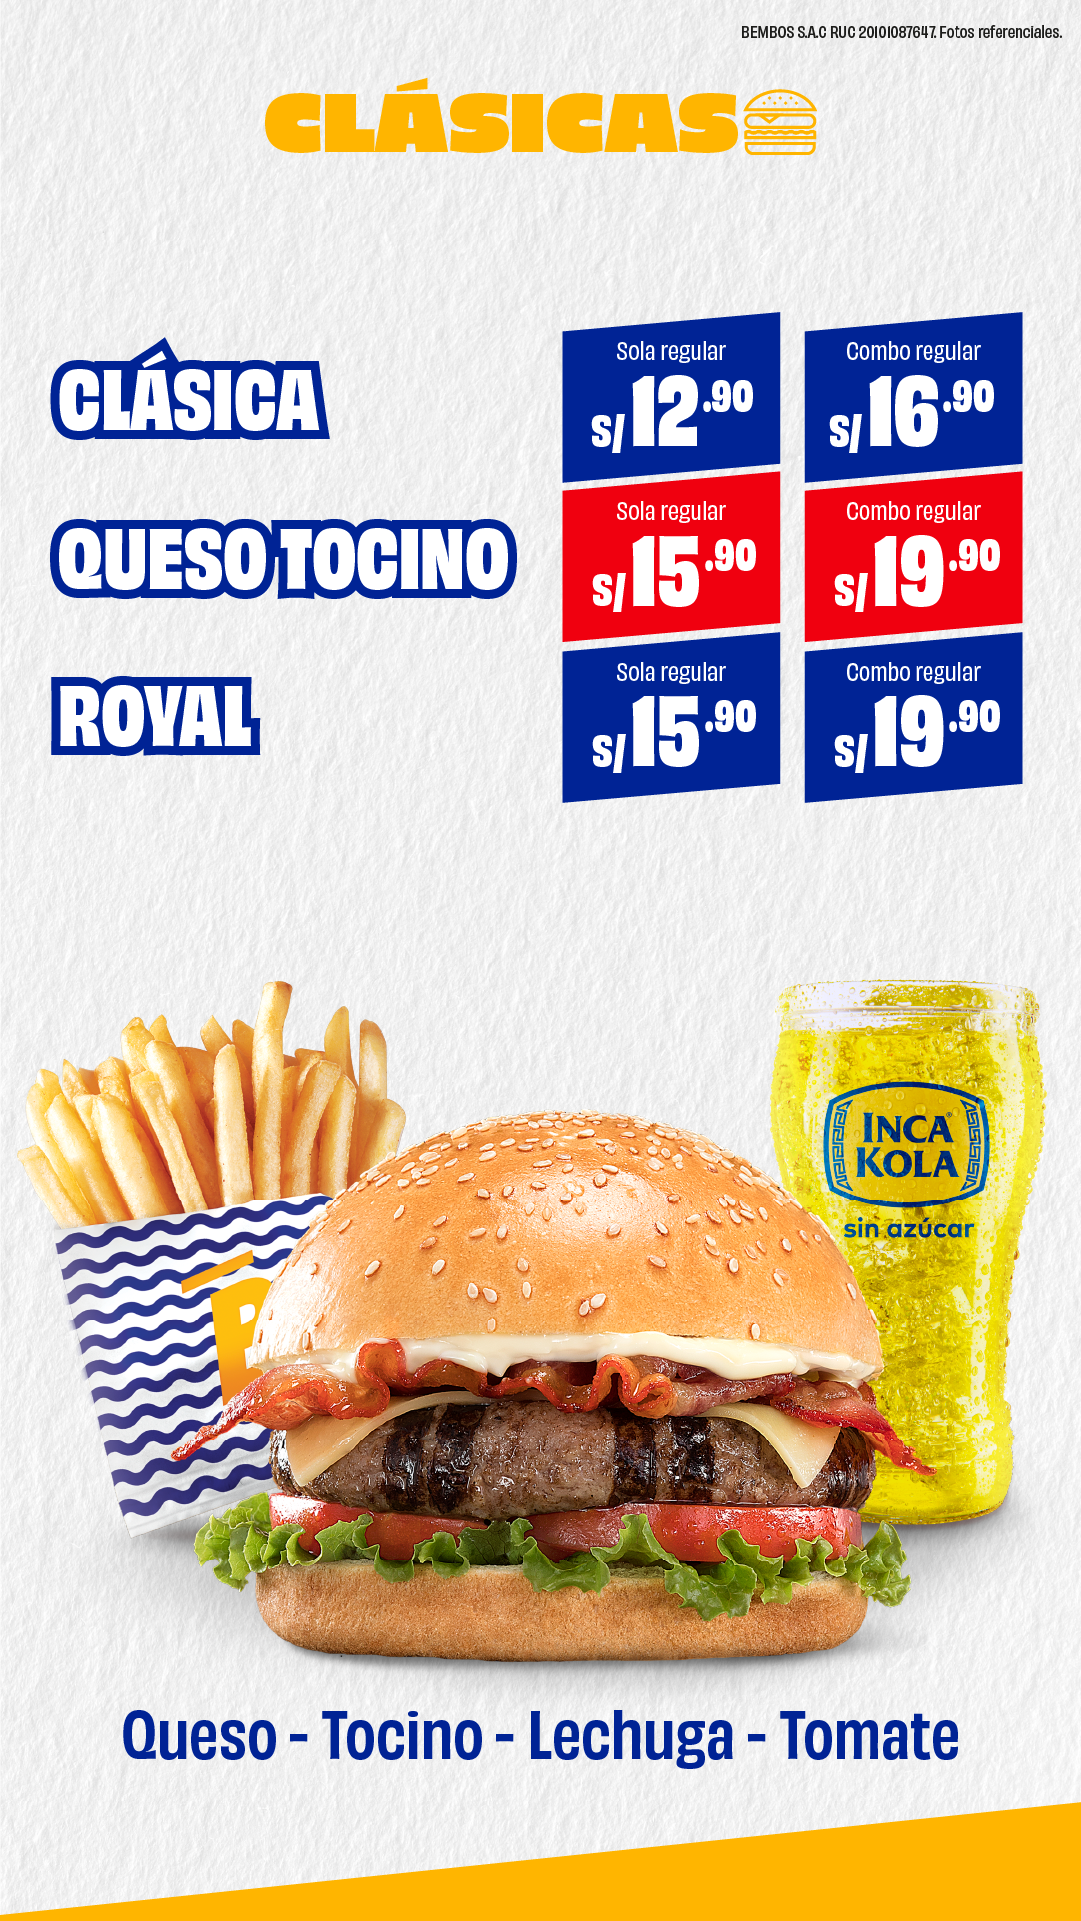 BEMBOS S.A.C RUC 20101087647. Fotos referenciales.
CLÁSICAS
CLÁSICA
Sola regular
S/12.90
Combo regular
S/16.90
QUESO TOCINO
Sola regular
S/15.90
Combo regular
S/19.90
ROYAL
Sola regular
S/15.90
Combo regular
S/19.90
INCA
KOLA
sin azúcar
B
Queso - Tocino - Lechuga - Tomate